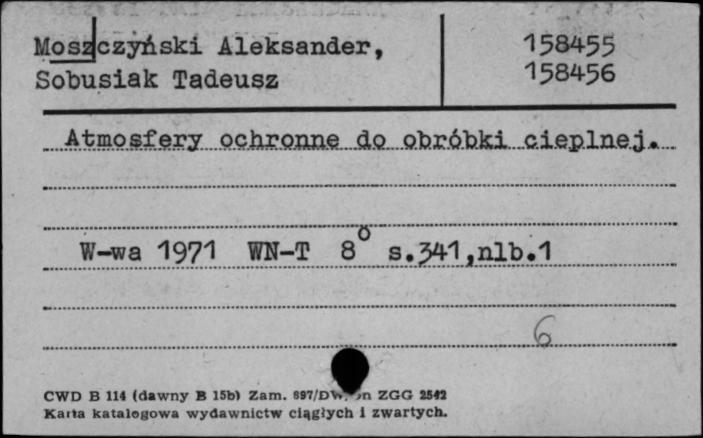 Moszczyński Aleksander,
158455
Sobusiak Tadeusz
158456
Atmosfery ochronne do obróbki cieplnej.
W-wa 1971 WN-T 8° s.341,nlb.1
6
CWD B 114 (dawny B 15b) Zam. 897/ ZGG 2542
Karta katalogowa wydawnictw ciągłych i zwartych.